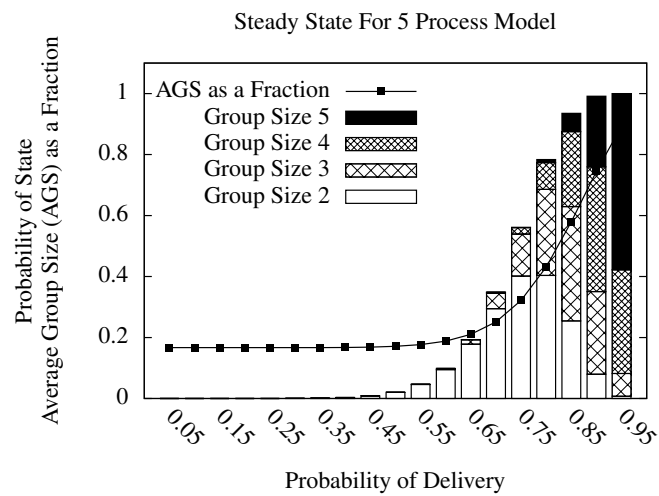 Steady State For 5 Process Model
Probability of State
Average Group Size (AGS) as a Fraction
1
0.8
0.6
0.4
0.2
0
AGS as a Fraction
Group Size 5
Group Size 4
Group Size 3
Group Size 2
0.05
0.15
0.25
0.35
0.45
0.55
0.65
0.75
0.85
0.95
Probability of Delivery